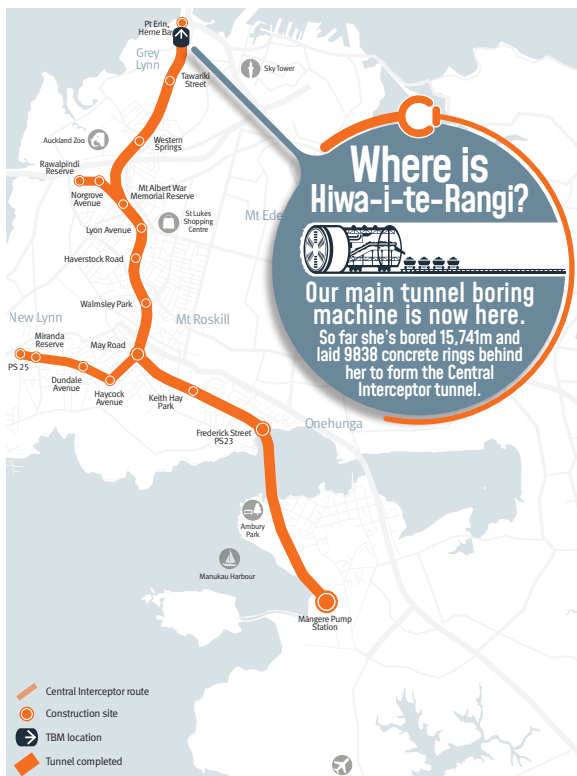 Pt Erin,
Herne Bay
Grey
Lynn
Sky Tower
Tawariki
Street
Auckland Zoo
Western
Springs
Rawalpindi
Reserve
Norgrove
Avenue
Mt Albert War
Memorial Reserve
St Lukes
Shopping
Centre
Mt Ede
Lyon Avenue
Haverstock Road
Walmsley Park
New Lynn
Mt Roskill
Miranda
Reserve
May Road
PS 25
Dundale
Avenue
Haycock
Avenue
Keith Hay
Park
Frederick Street
PS23
Onehunga
Ambury
Park
Manukau Harbour
Māngere Pump
Station
Where is
Hiwa-i-te-Rangi?
Our main tunnel boring
machine is now here.
So far she's bored 15,741m and
laid 9838 concrete rings behind
her to form the Central
Interceptor tunnel.
Central Interceptor route
Construction site
TBM location
Tunnel completed